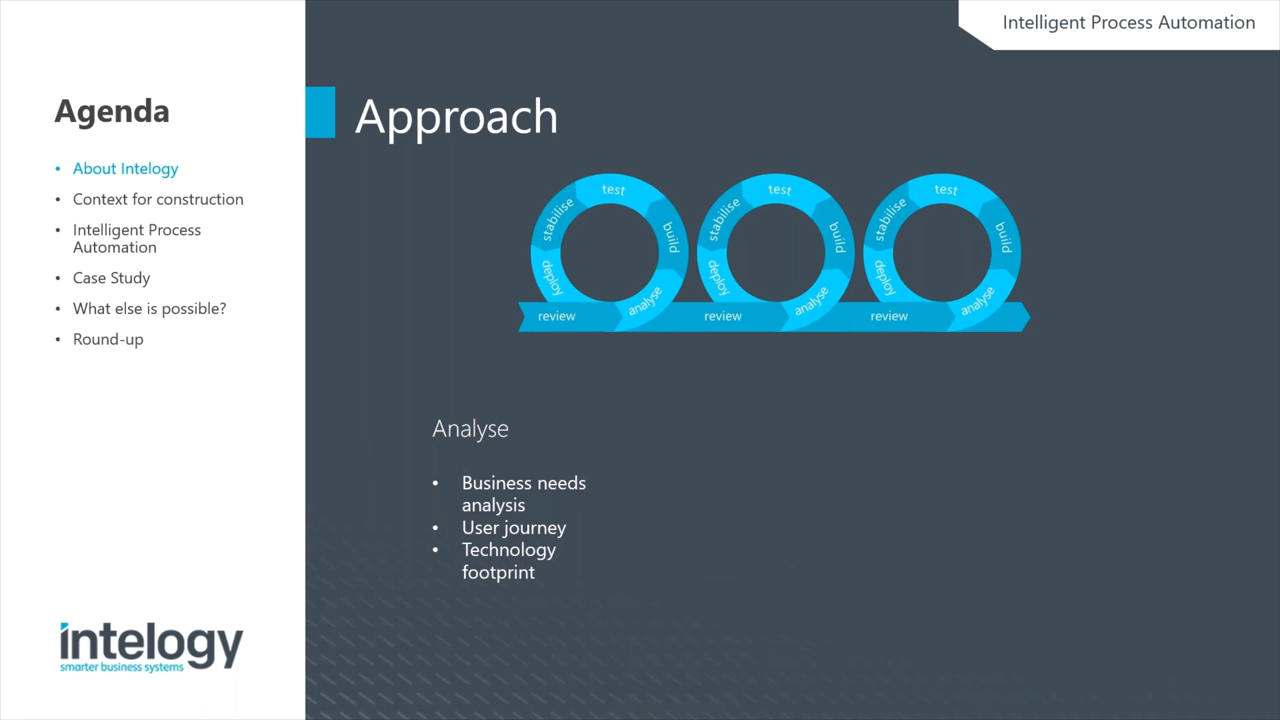 Intelligent Process Automation
Agenda
• About Intelogy
• Context for construction
• Intelligent Process
Automation
• Case Study
• What else is possible?
• Round-up
intelogy
smarter business systems
Approach
test
stabilise
build
deploy
analyse
review
test
stabilise
build
deploy
analyse
review
test
stabilise
build
deploy
analyse
review
Analyse
• Business needs
analysis
• User journey
• Technology
footprint